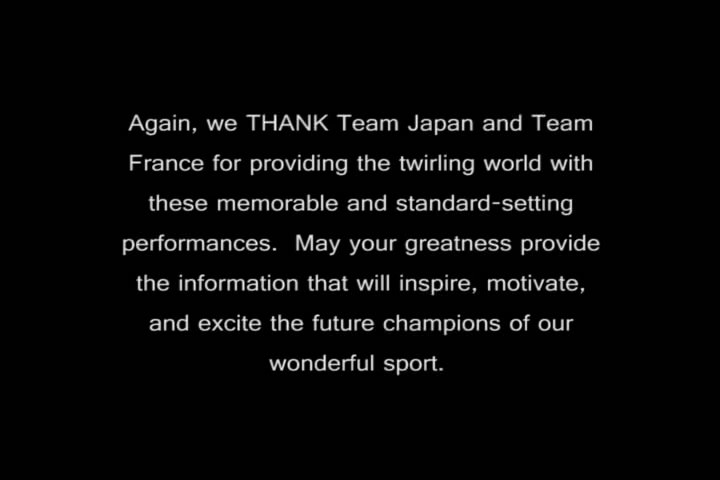 Again, we THANK Team Japan and Team
France for providing the twirling world with
these memorable and standard-setting
performances.  May your greatness provide
the information that will inspire, motivate,
and excite the future champions of our
wonderful sport.